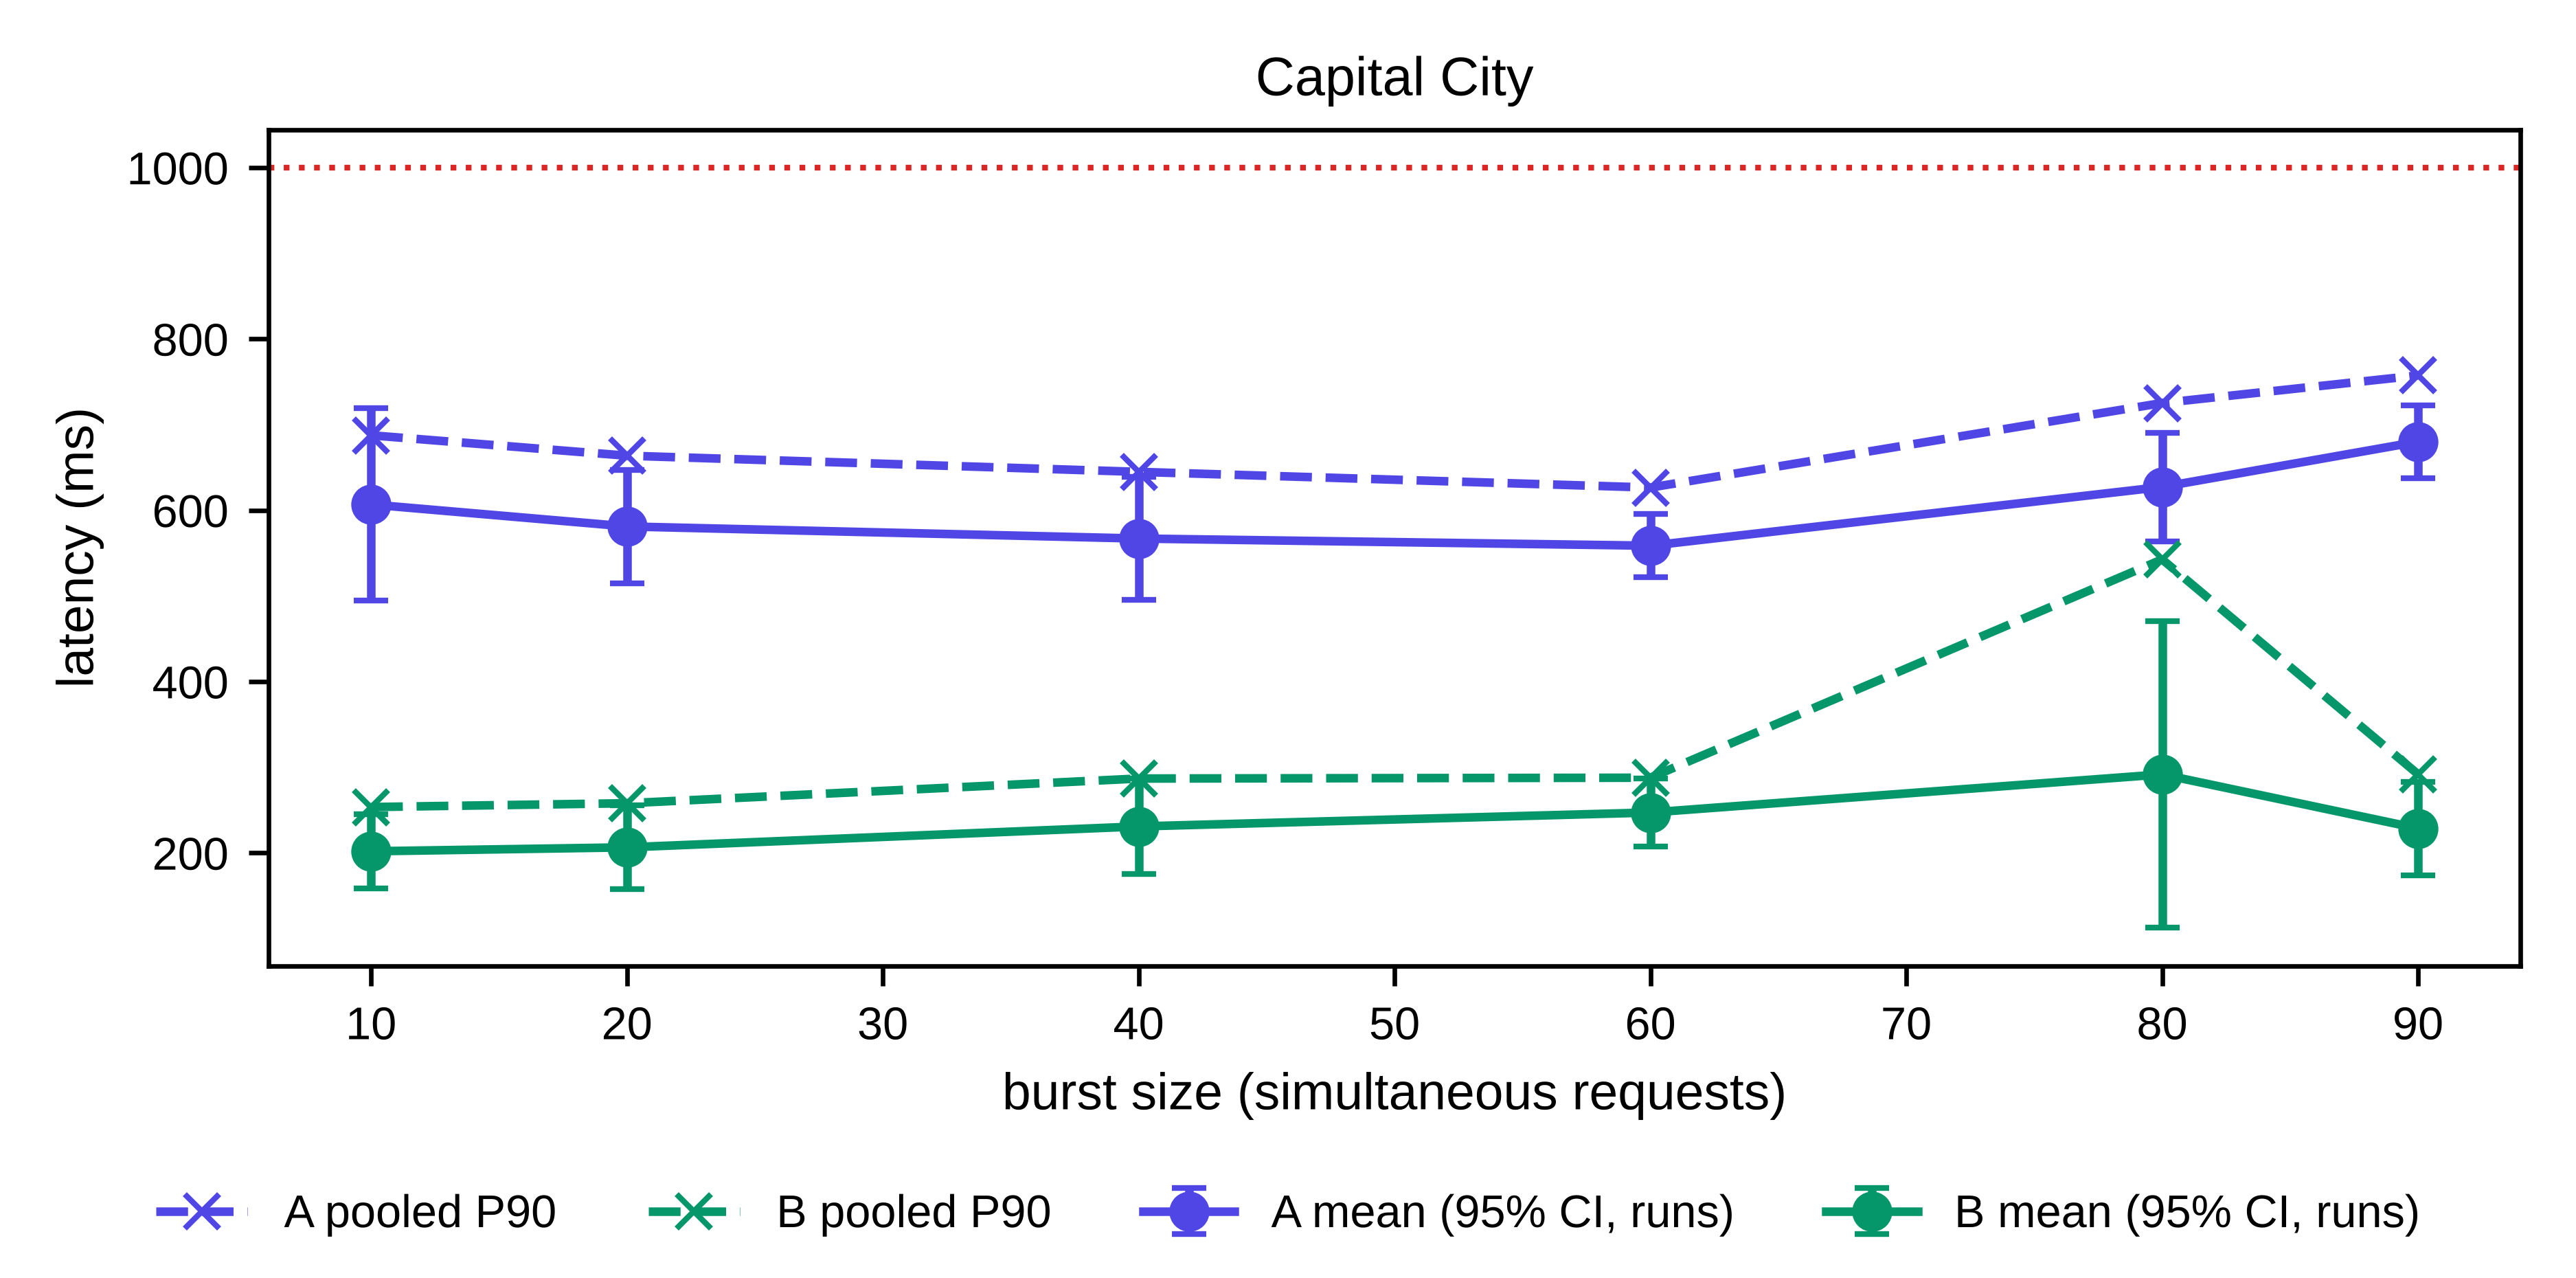 Capital City
1000
800
600
400
200
latency (ms)
10 20 30 40 50 60 70 80 90
burst size (simultaneous requests)
A pooled P90 B pooled P90 A mean (95% CI, runs) B mean (95% CI, runs)